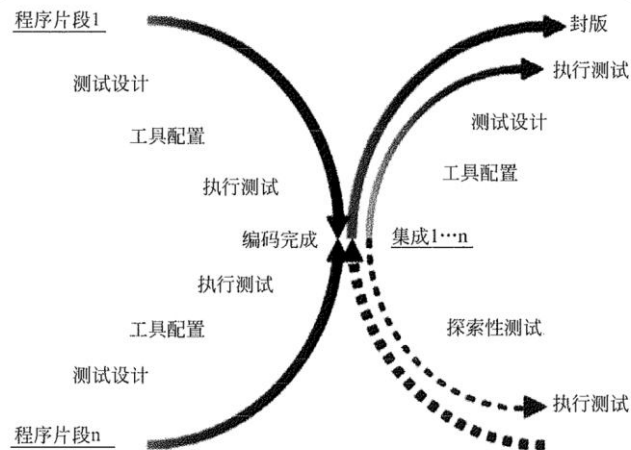 程序片段1
测试设计
工具配置
执行测试
编码完成
执行测试
工具配置
测试设计
程序片段n
封版
执行测试
测试设计
工具配置
集成1…n
探索性测试
执行测试